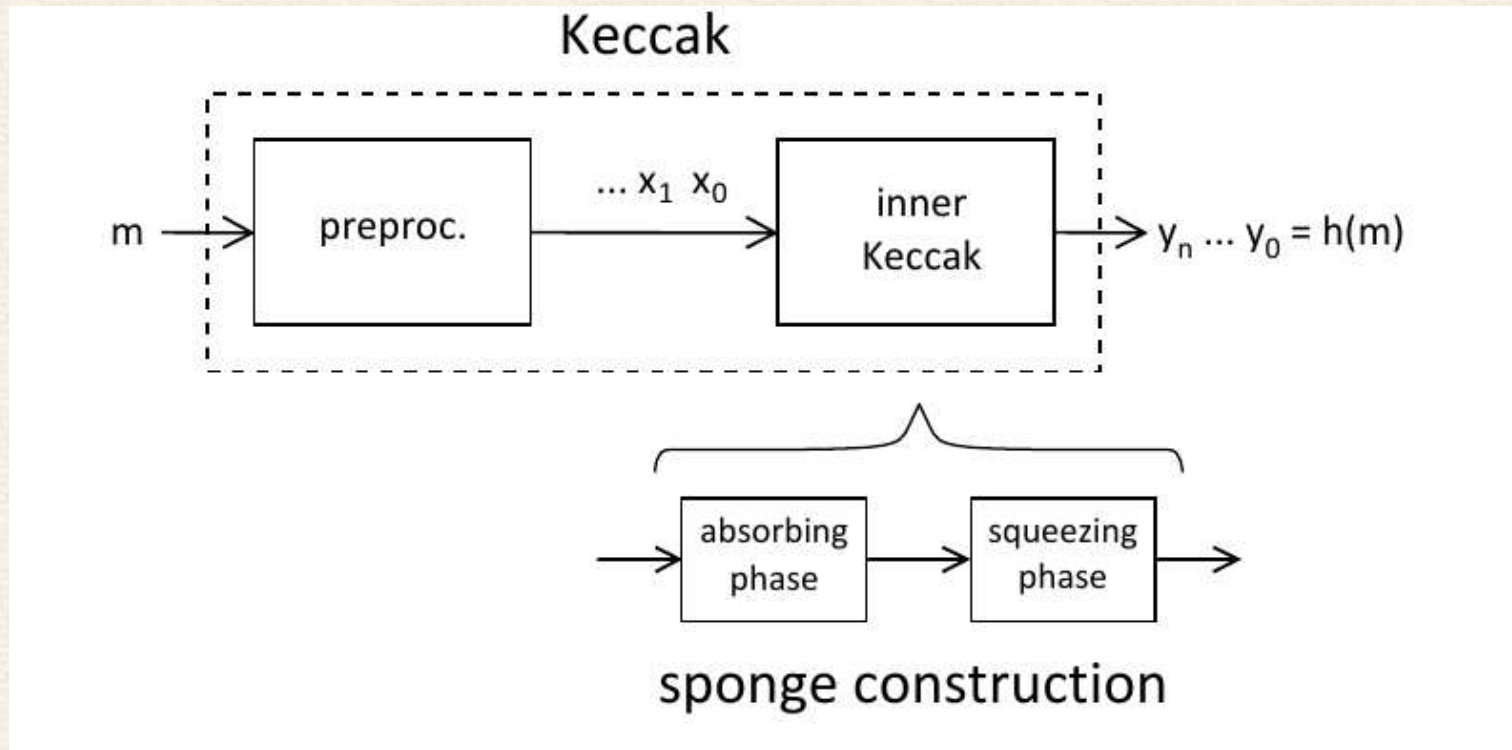 Keccak
m
preproc.
... x₁ x₀
inner
Keccak
yₙ ... y₀ = h(m)
absorbing
phase
squeezing
phase
sponge construction